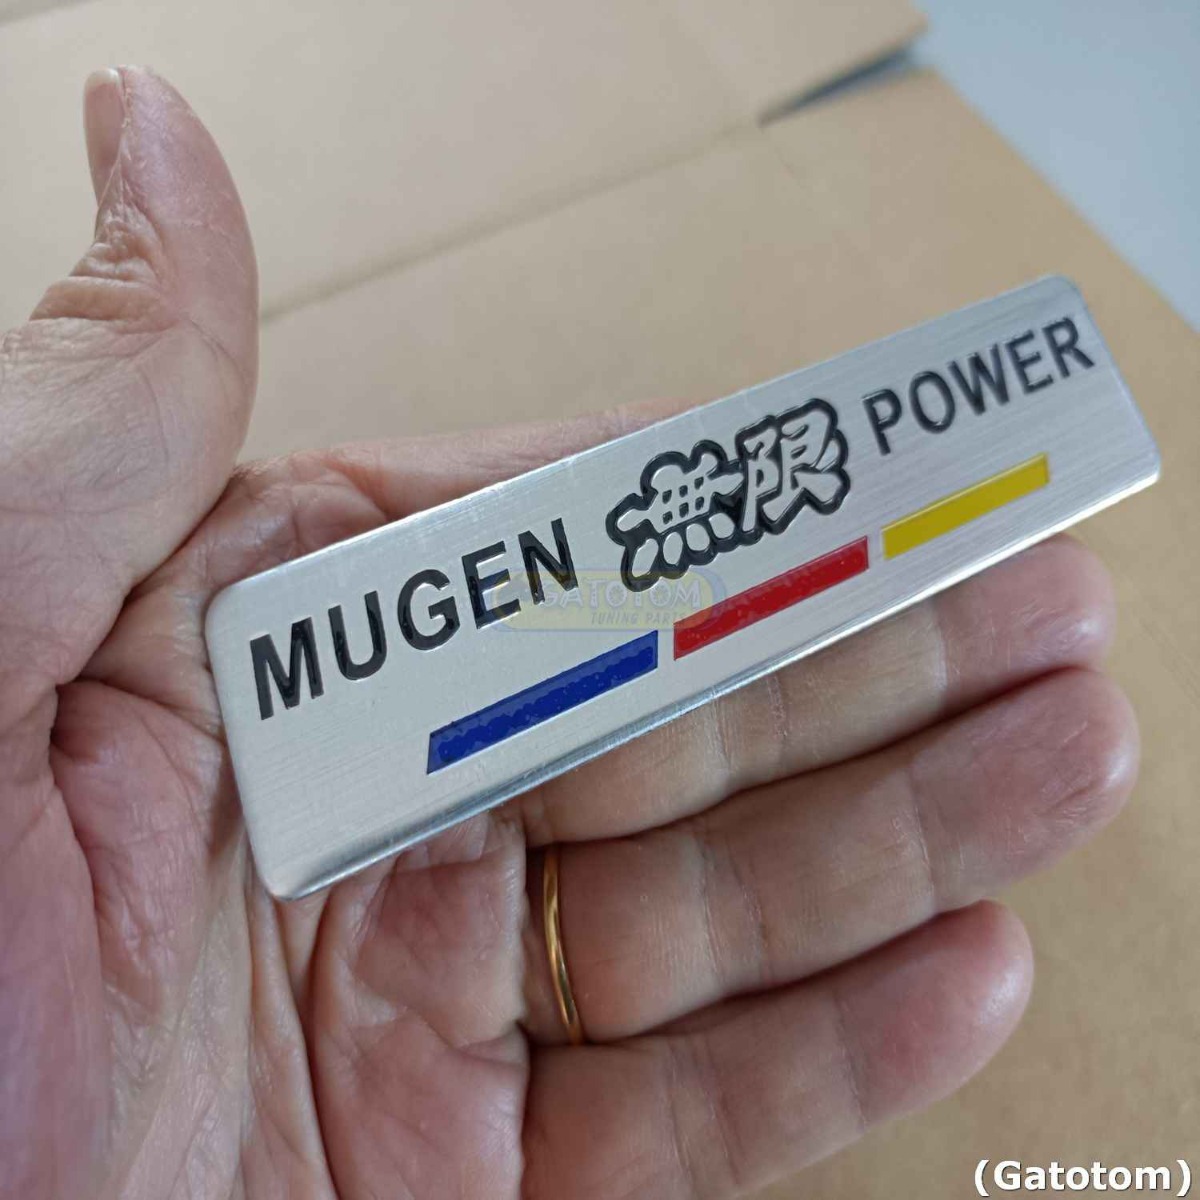 MUGEN 無限 POWER
GATOTOM
TUNING PARTS
(Gatotom)